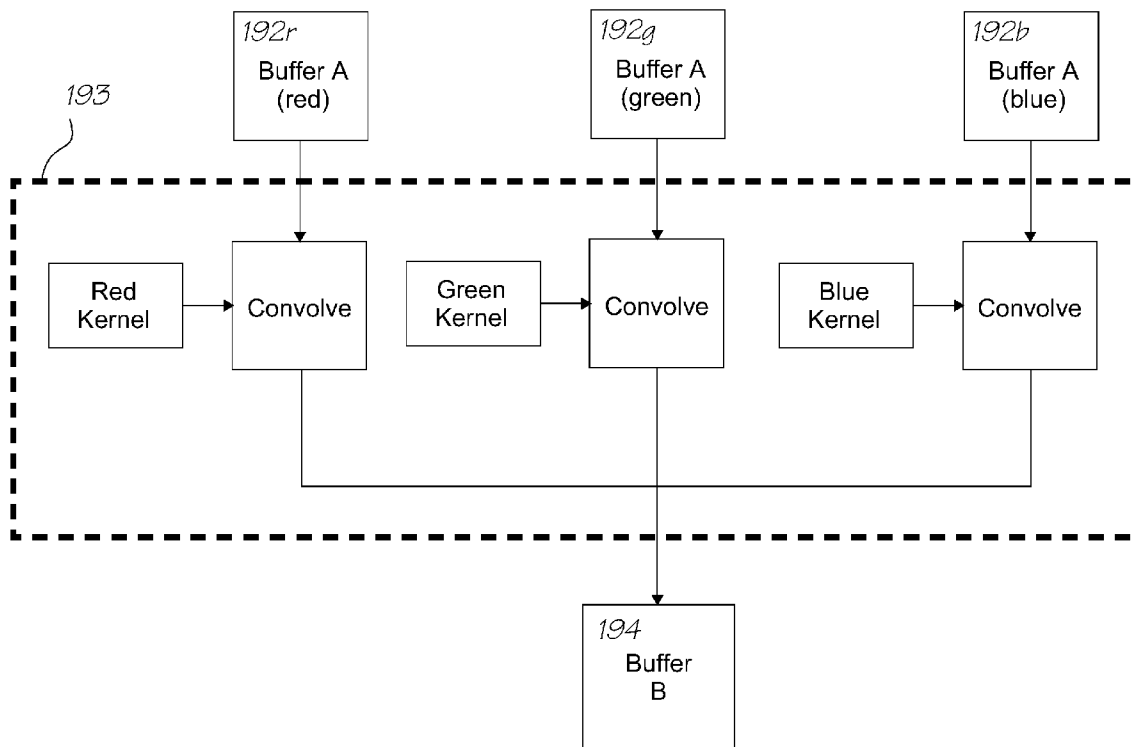 192r
Buffer A
(red)
192g
Buffer A
(green)
192b
Buffer A
(blue)
193
Red
Kernel
Convolve
Green
Kernel
Convolve
Blue
Kernel
Convolve
194
Buffer
B